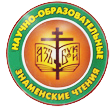 НАУЧНО-ОБРАЗОВАТЕЛЬНЫЕ
ЗНАМЕНСКИЕ ЧТЕНИЯ